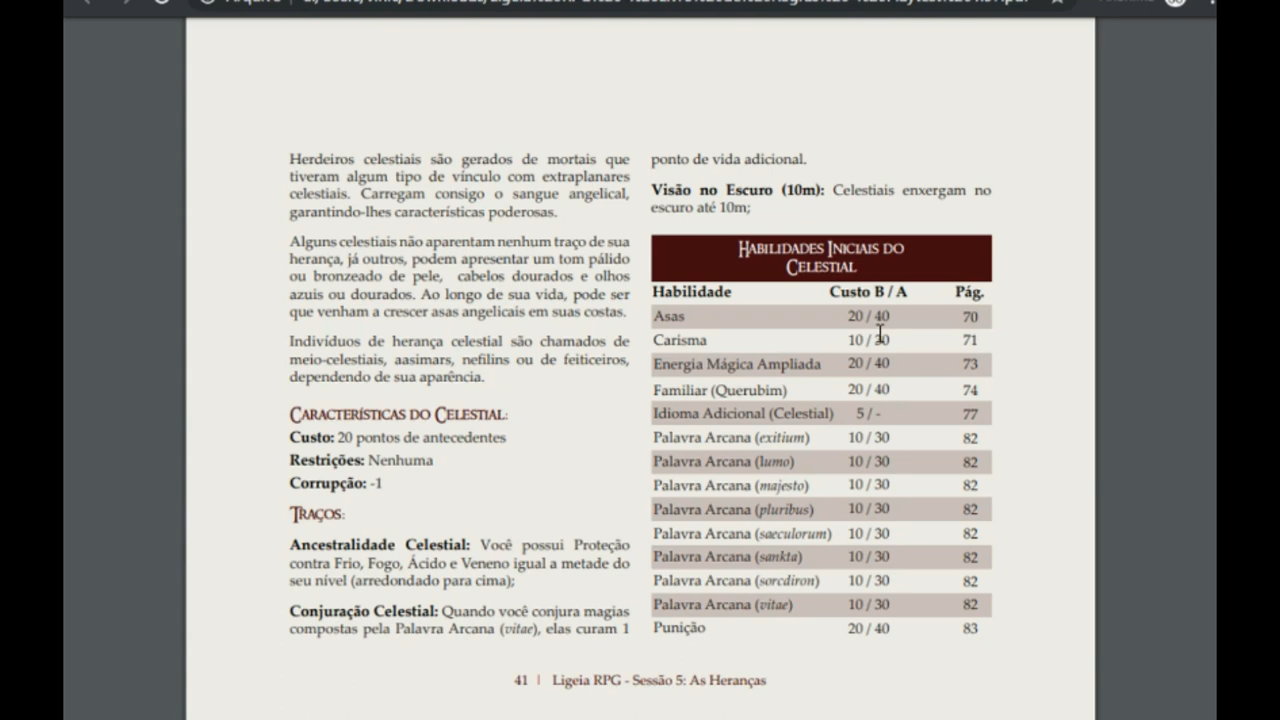 Herdeiros celestiais são gerados de mortais que
tiveram algum tipo de vínculo com extraplanares
celestiais. Carregam consigo o sangue angelical,
garantindo-lhes características poderosas.
Alguns celestiais não aparentam nenhum traço de sua
herança, já outros, podem apresentar um tom pálido
ou bronzeado de pele, cabelos dourados e olhos
azuis ou dourados. Ao longo de sua vida, pode ser
que venham a crescer asas angelicais em suas costas.
Indivíduos de herança celestial são chamados de
meio-celestiais, aasimars, nefilins ou de feiticeiros,
dependendo de sua aparência.
Características do Celestial:
Custo: 20 pontos de antecedentes
Restrições: Nenhuma
Corrupção: -1
Traços:
Ancestralidade Celestial: Você possui Proteção
contra Frio, Fogo, Ácido e Veneno igual a metade do
seu nível (arredondado para cima);
Conjuração Celestial: Quando você conjura magias
compostas pela Palavra Arcana (vitae), elas curam 1
ponto de vida adicional.
Visão no Escuro (10m): Celestiais enxergam no
escuro até 10m;
Habilidades Iniciais do
Celestial
Habilidade Custo B / A Pág.
Asas 20 / 40 70
Carisma 10 / 71
Energia Mágica Ampliada 20 / 40 73
Familiar (Querubim) 20 / 40 74
Idioma Adicional (Celestial) 5 / - 77
Palavra Arcana (exitium) 10 / 30 82
Palavra Arcana (lumo) 10 / 30 82
Palavra Arcana (majesto) 10 / 30 82
Palavra Arcana (pluribus) 10 / 30 82
Palavra Arcana (saeculorum) 10 / 30 82
Palavra Arcana (sankta) 10 / 30 82
Palavra Arcana (sorcdiron) 10 / 30 82
Palavra Arcana (vitae) 10 / 30 82
Punição 20 / 40 83
41 | Ligeia RPG - Sessão 5: As Heranças